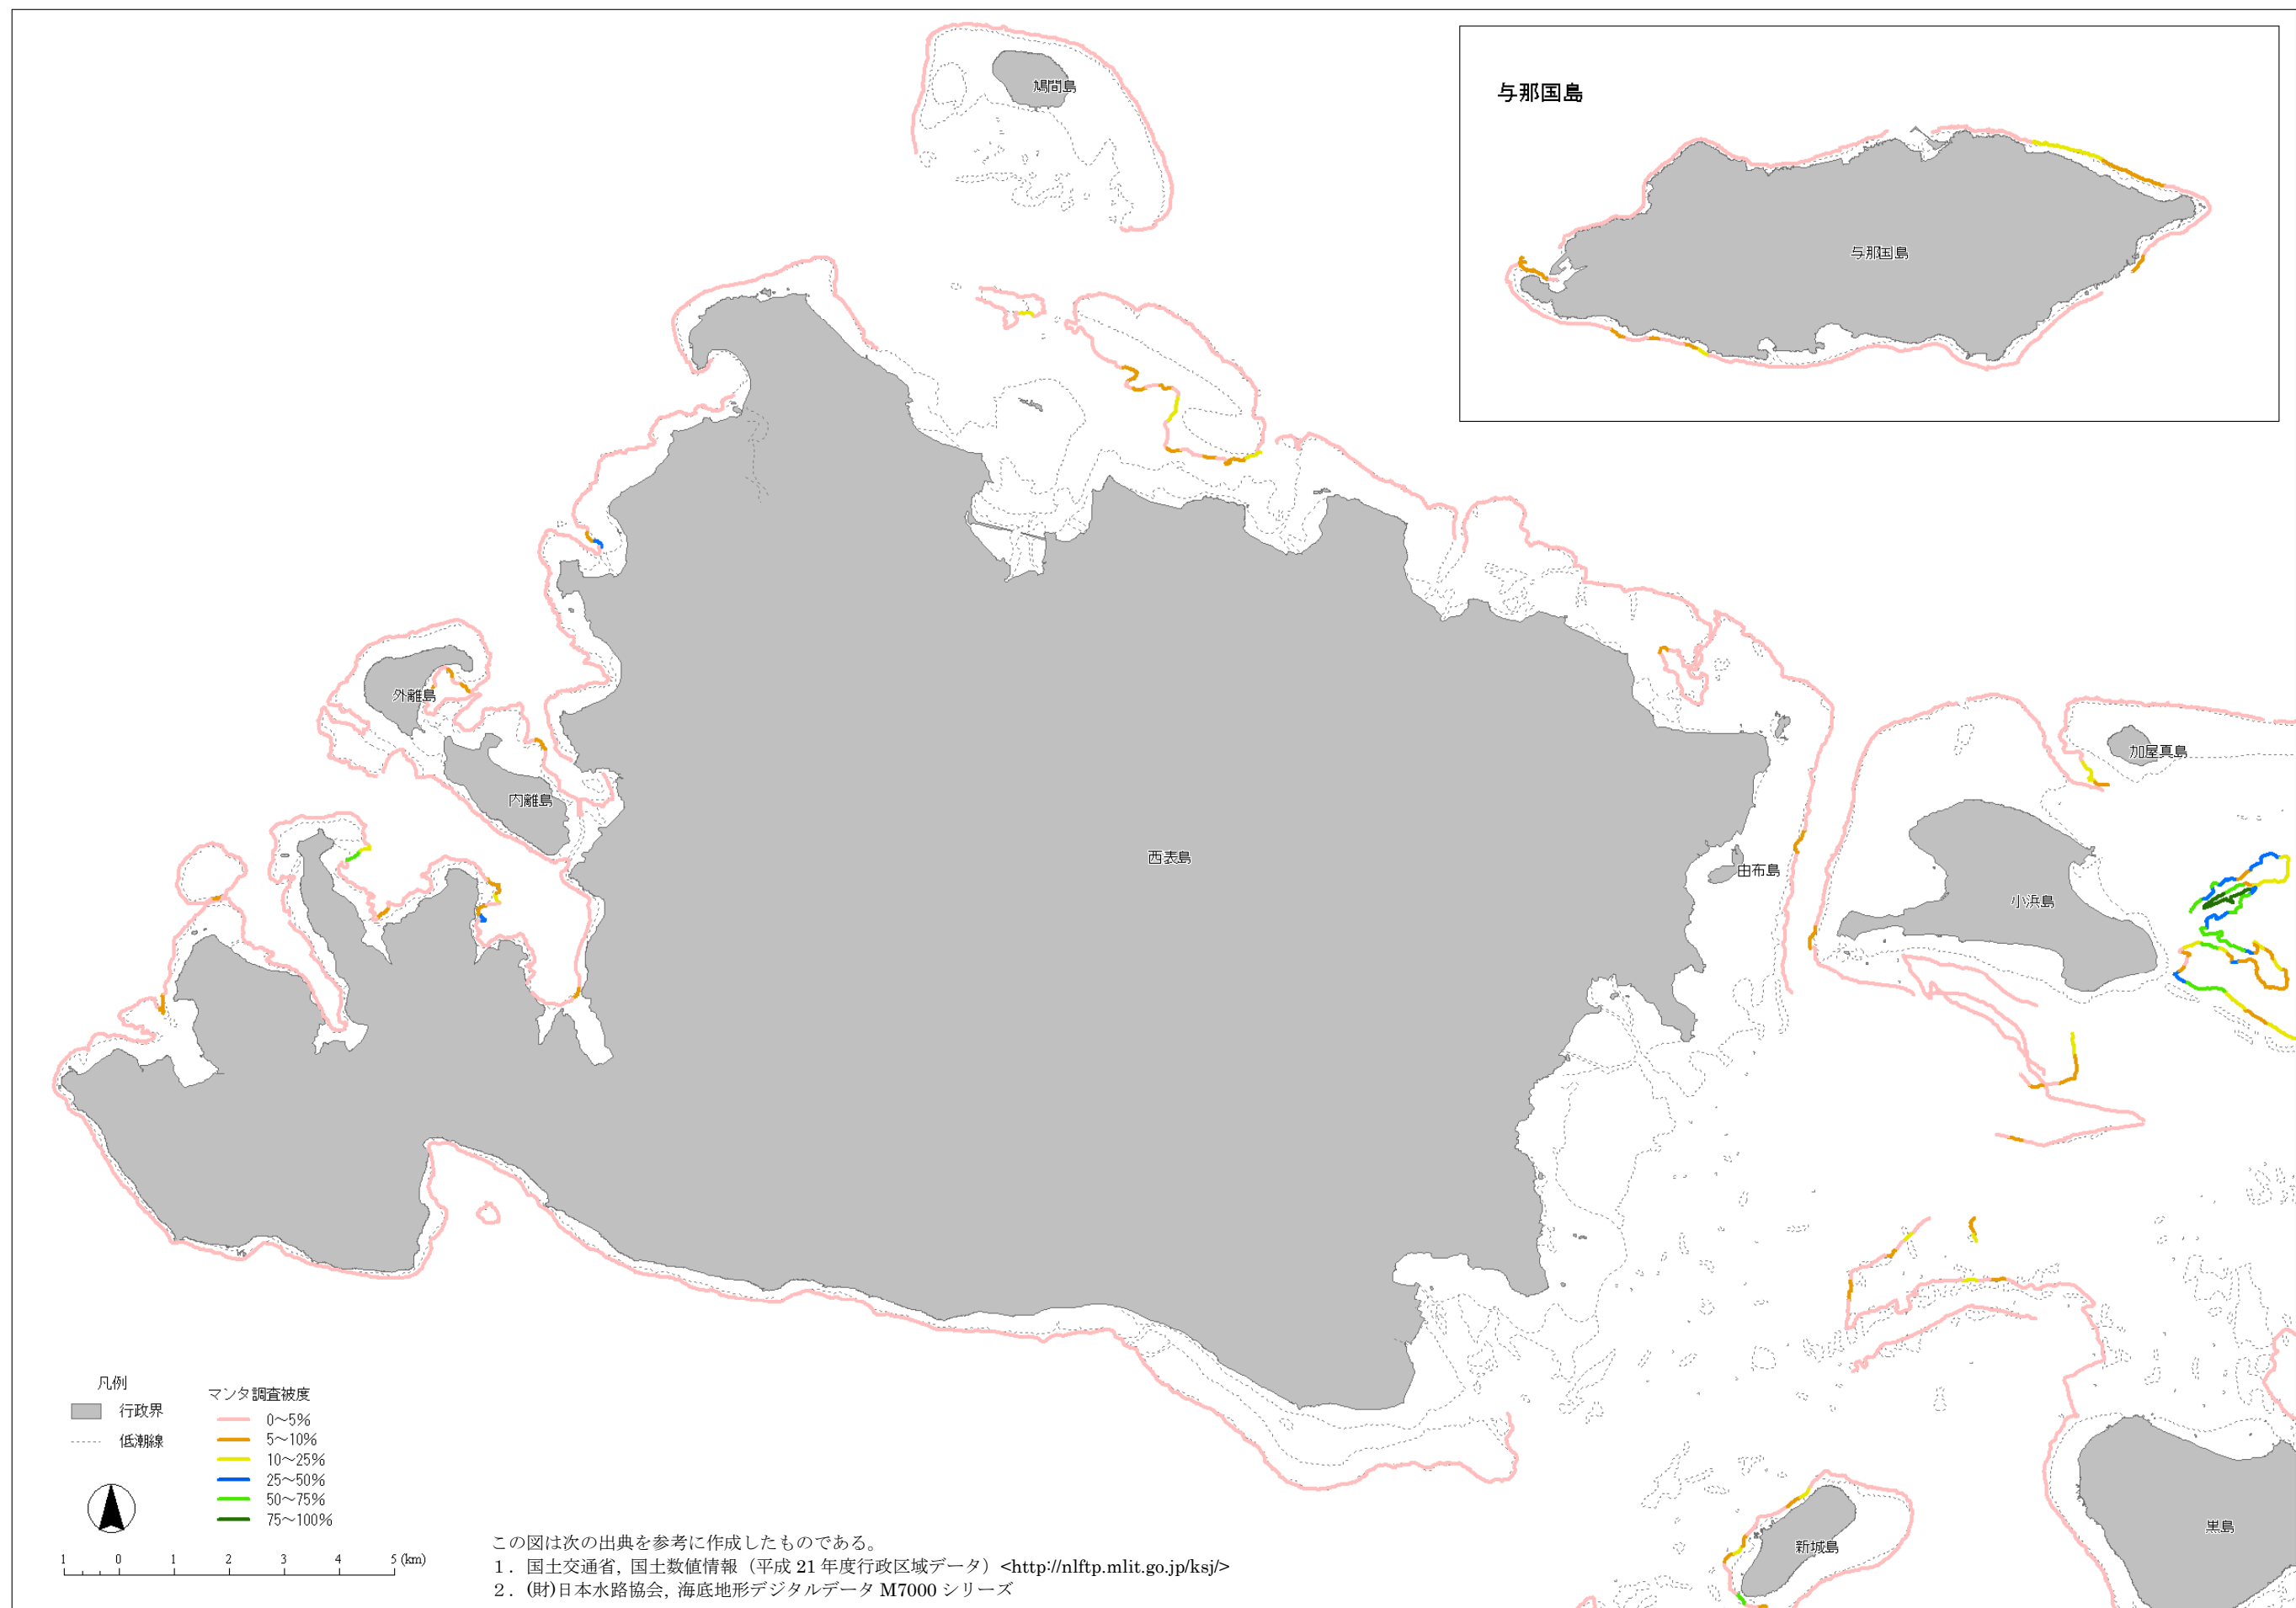 鳩間島
与那国島
与那国島
外離島
内離島
西表島
由布島
加屋真島
小浜島
新城島
黒島
凡例
行政界
低潮線
マンタ調査被度
0～5%
5～10%
10～25%
25～50%
50～75%
75～100%
1 0 1 2 3 4 5 (km)
この図は次の出典を参考に作成したものである。
1．国土交通省, 国土数値情報（平成 21 年度行政区域データ）<http://nlftp.mlit.go.jp/ksj/>
2．(財)日本水路協会, 海底地形デジタルデータ M7000 シリーズ